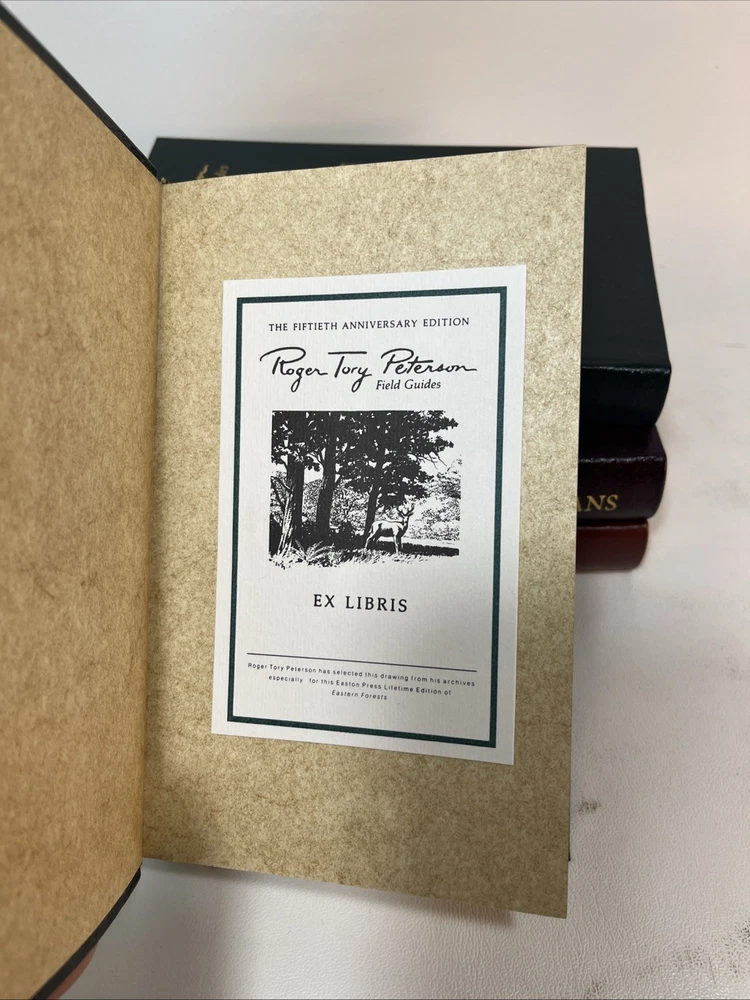 THE FIFTIETH ANNIVERSARY EDITION
Roger Tory Peterson
Field Guides
EX LIBRIS
Roger Tory Peterson has selected this drawing from his archives
especially for this Easton Press Lifetime Edition of
Eastern Forests
ANS